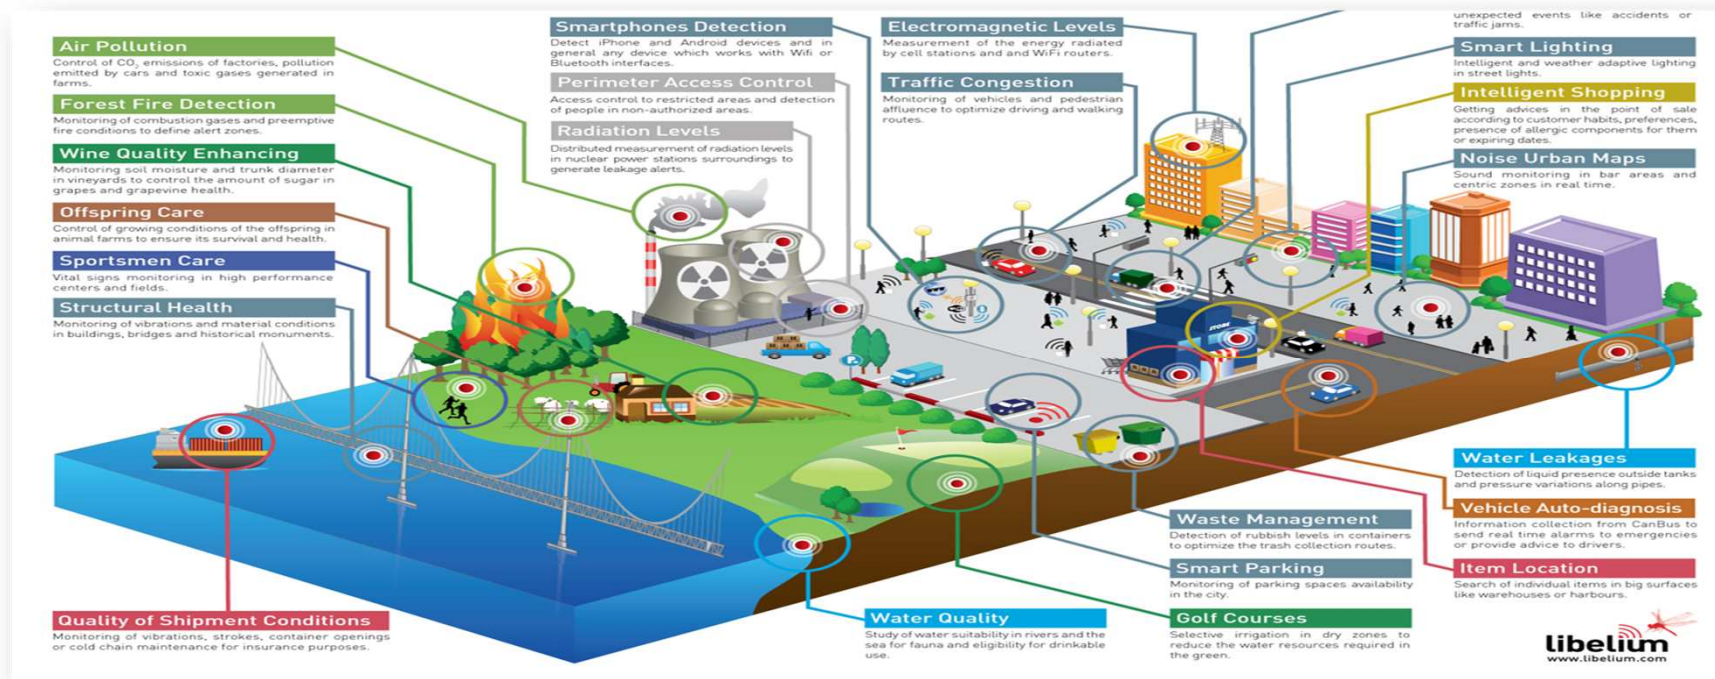 Air Pollution
Control of CO₂ emissions of factories, pollution
emitted by cars and toxic gases generated in
farms.
Forest Fire Detection
Monitoring of combustion gases and preemptive
fire conditions to define alert zones.
Wine Quality Enhancing
Monitoring soil moisture and trunk diameter
in vineyards to control the amount of sugar in
grapes and grapevine health.
Offspring Care
Control of growing conditions of the offspring in
animal farms to ensure its survival and health.
Sportsmen Care
Vital signs monitoring in high performance
centers and fields.
Structural Health
Monitoring of vibrations and material conditions
in buildings, bridges and historical monuments.
Quality of Shipment Conditions
Monitoring of vibrations, strokes, container openings
or cold chain maintenance for insurance purposes.
Smartphones Detection
Detect iPhone and Android devices and in
general any device which works with Wifi or
Bluetooth interfaces.
Perimeter Access Control
Access control to restricted areas and detection
of people in non-authorized areas.
Radiation Levels
Distributed measurement of radiation levels
in nuclear power stations surroundings to
generate leakage alerts.
Electromagnetic Levels
Measurement of the energy radiated
by cell stations and and WiFi routers.
Traffic Congestion
Monitoring of vehicles and pedestrian
affluence to optimize driving and walking
routes.
unexpected events like accidents or
traffic jams.
Smart Lighting
Intelligent and weather adaptive lighting
in street lights.
Intelligent Shopping
Getting advices in the point of sale
according to customer habits, preferences,
presence of allergic components for them
or expiring dates.
Noise Urban Maps
Sound monitoring in bar areas and
centric zones in real time.
STORE
P
Water Leakages
Detection of liquid presence outside tanks
and pressure variations along pipes.
Vehicle Auto-diagnosis
Information collection from CanBus to
send real time alarms to emergencies
or provide advice to drivers.
Item Location
Search of individual items in big surfaces
like warehouses or harbours.
Waste Management
Detection of rubbish levels in containers
to optimize the trash collection routes.
Smart Parking
Monitoring of parking spaces availability
in the city.
Golf Courses
Selective irrigation in dry zones to
reduce the water resources required in
the green.
Water Quality
Study of water suitability in rivers and the
sea for fauna and eligibility for drinkable
use.
libelium
www.libelium.com